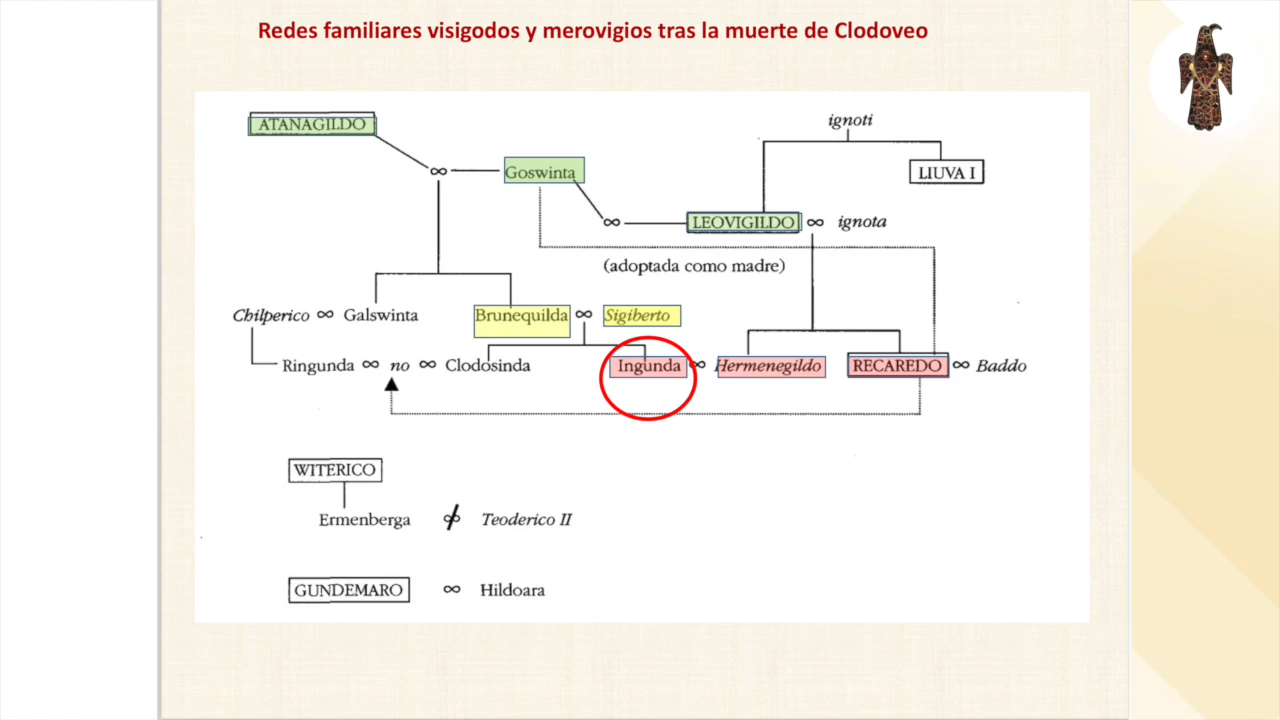 Redes familiares visigodos y merovigios tras la muerte de Clodoveo
ATANAGILDO
ignoti
∞ Goswinta
LIUVA I
∞ LEOVIGILDO ∞ ignota
(adoptada como madre)
Chilperico ∞ Galswinta Brunequilda ∞ Sigiberto
Ringunda ∞ no ∞ Clodosinda Ingunda ∞ Hermenegildo RECAREDO ∞ Baddo
WITERICO
Ermenberga ∞ Teoderico II
GUNDEMARO ∞ Hildoara